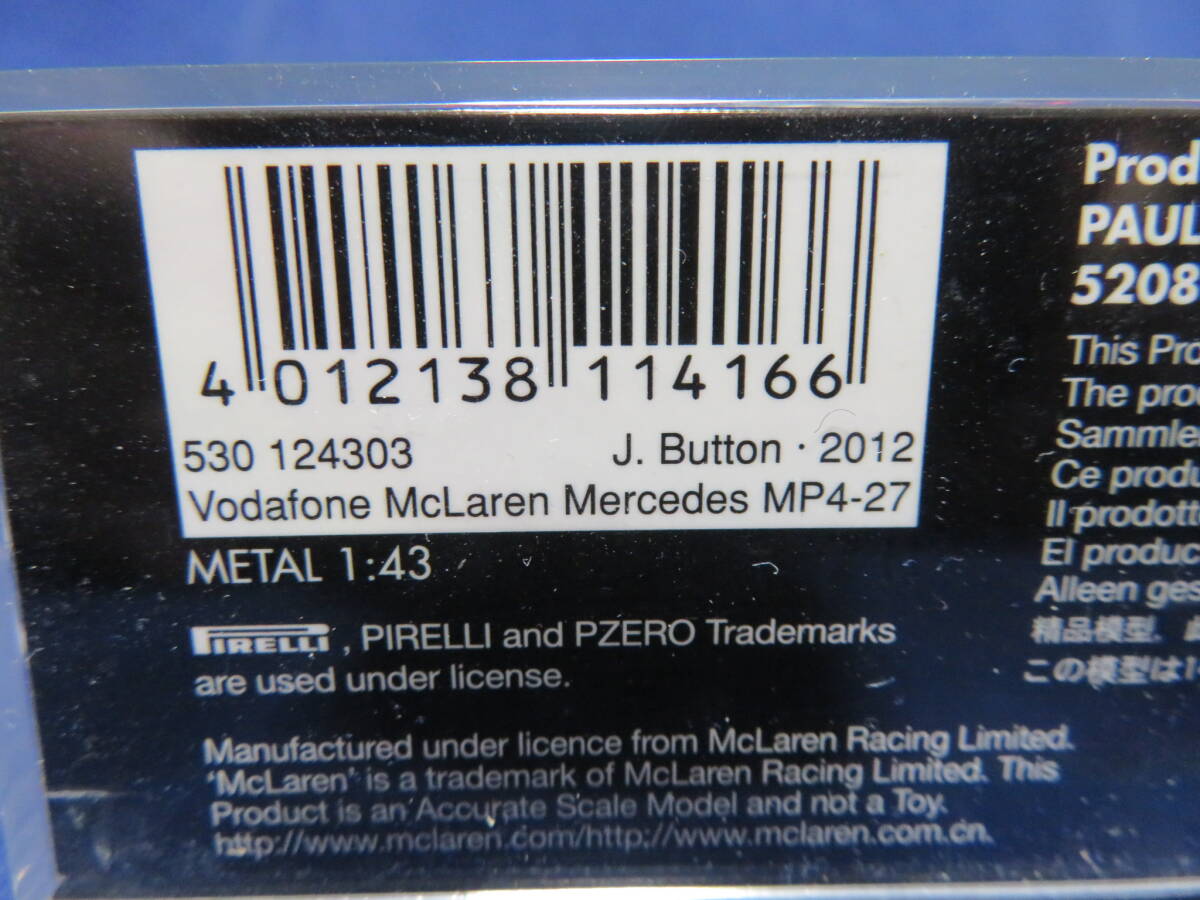 4 012138 114166
530 124303 J. Button · 2012
Vodafone McLaren Mercedes MP4-27
METAL 1:43
PIRELLI , PIRELLI and PZERO Trademarks
are used under license.
Manufactured under licence from McLaren Racing Limited.
'McLaren' is a trademark of McLaren Racing Limited. This
Product is an Accurate Scale Model and not a Toy.
http://www.mclaren.com/http://www.mclaren.com.cn.
Prod
PAUL
5208
This Pro
The prod
Sammle
Ce produ
Il prodott
El produc
Alleen ges
精品模型,
この模型は1